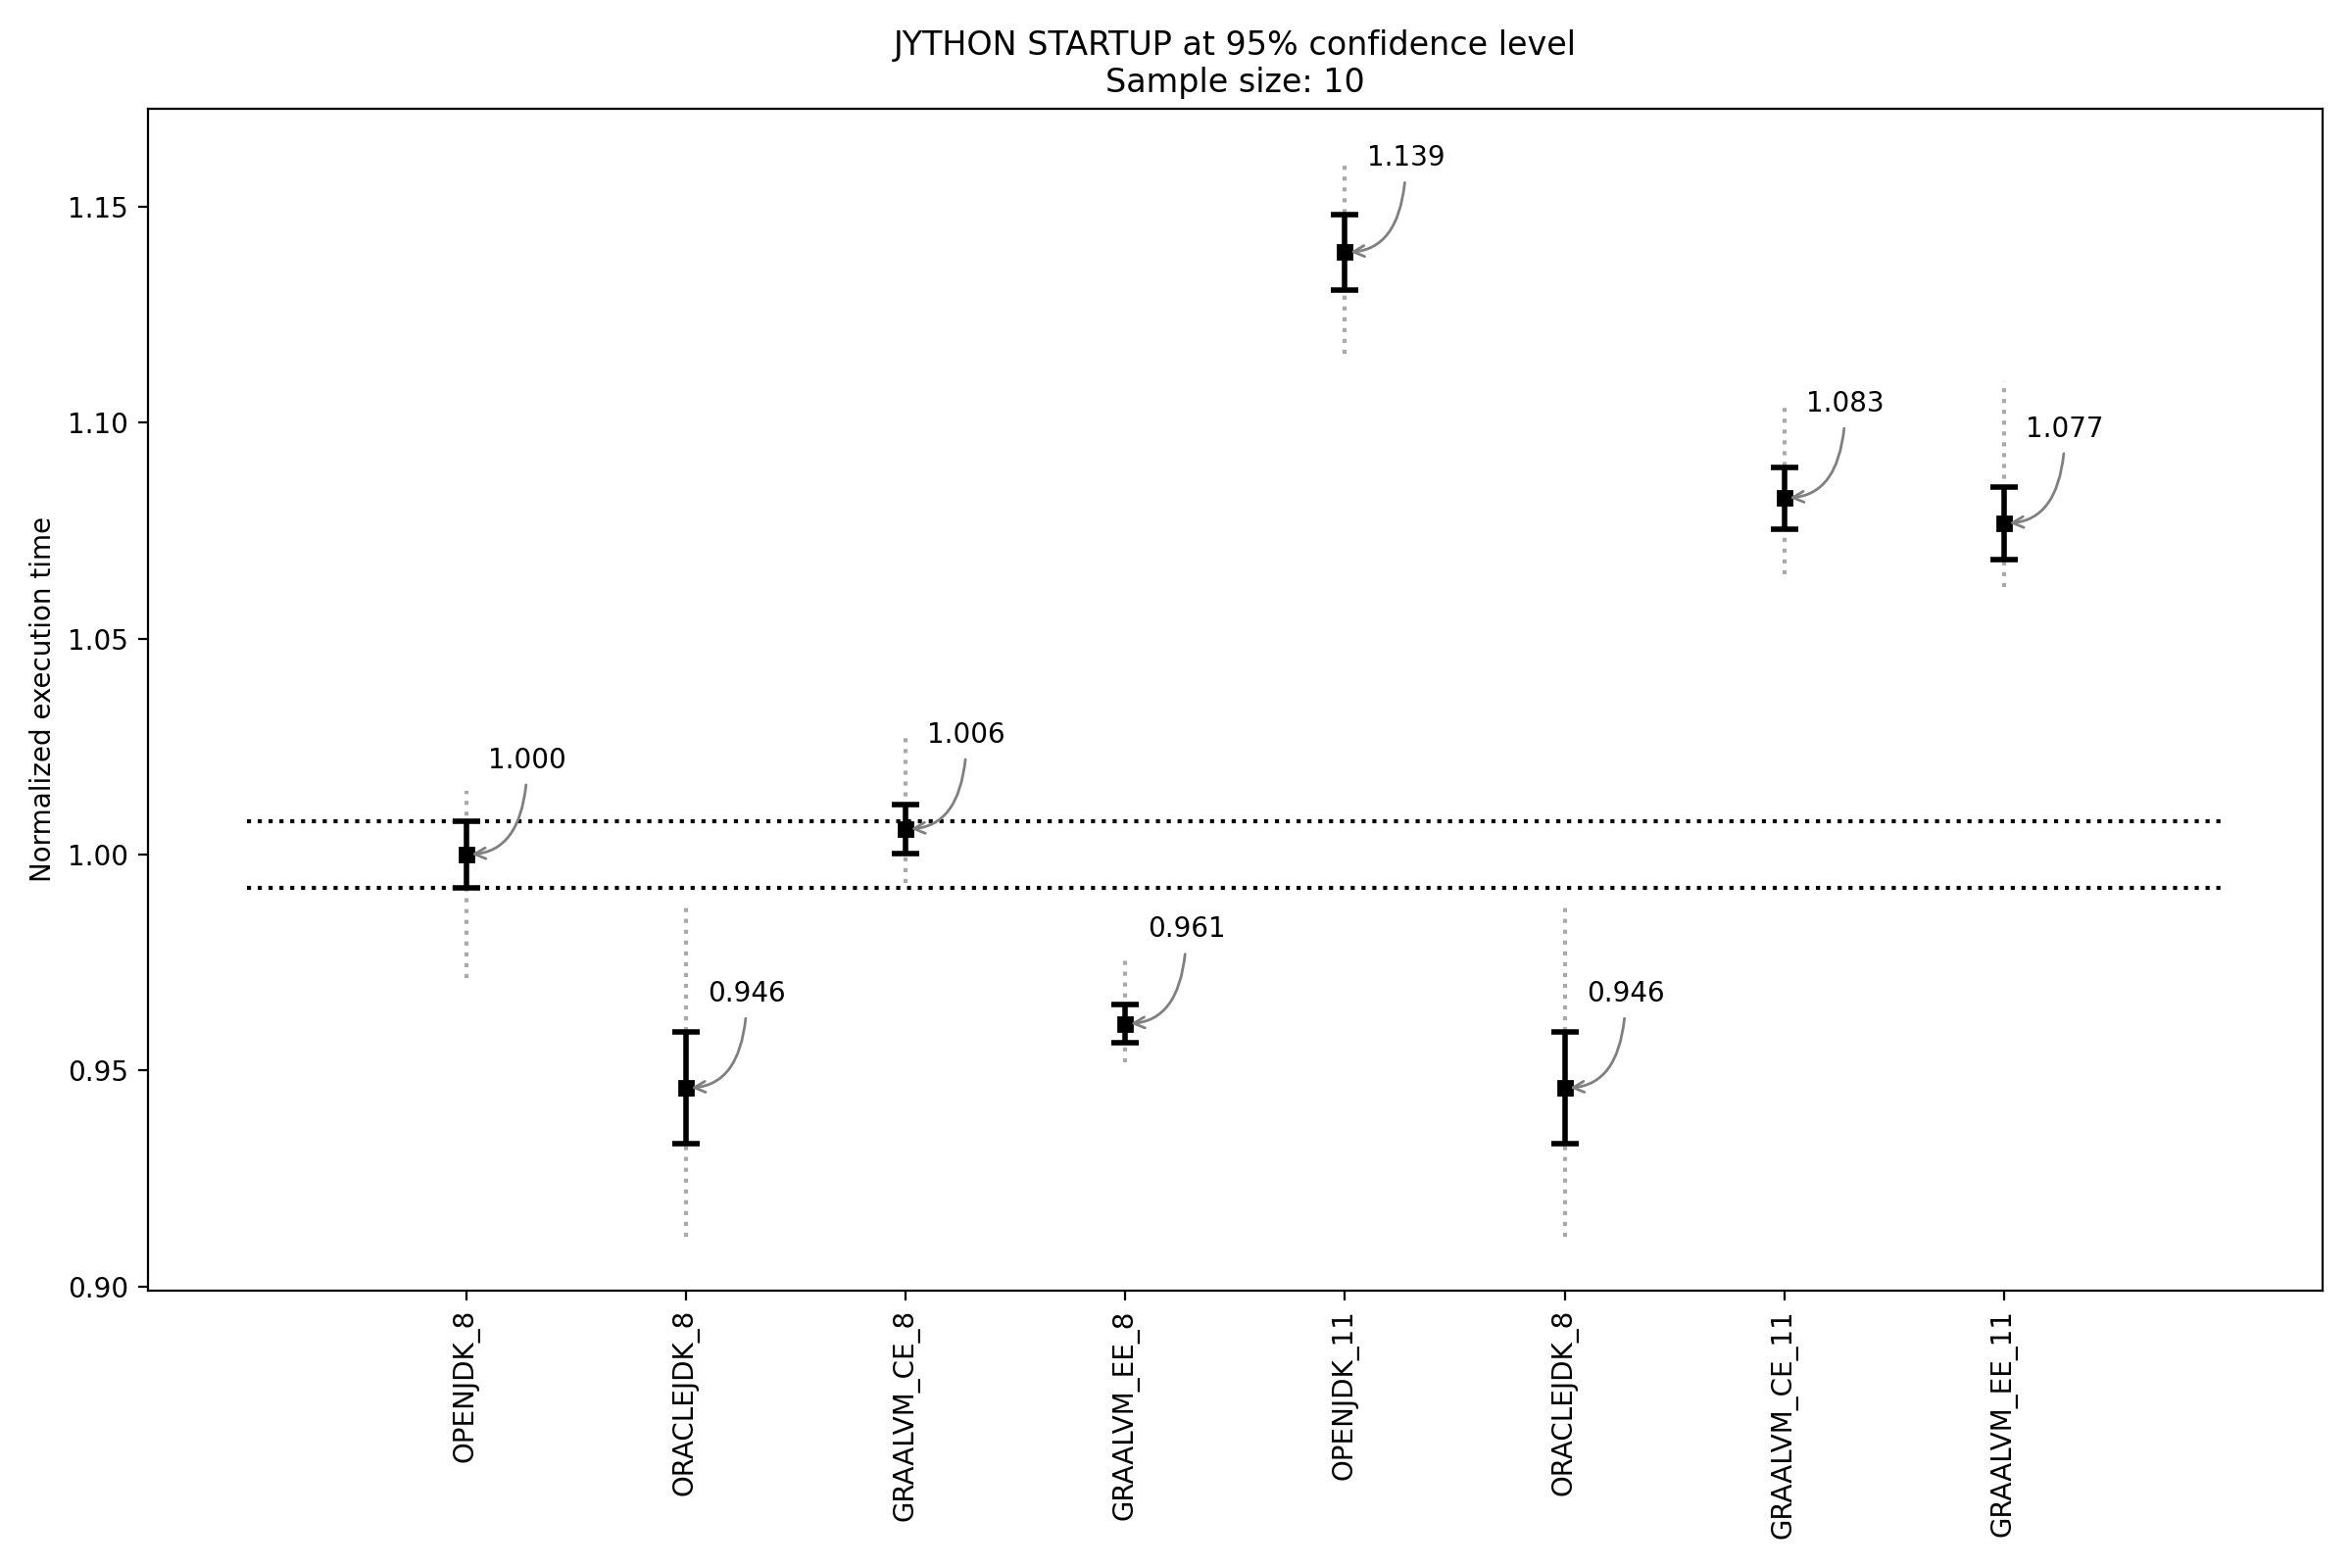 JYTHON STARTUP at 95% confidence level
Sample size: 10
Normalized execution time
1.15
1.10
1.05
1.00
0.95
0.90
1.000
0.946
1.006
0.961
1.139
0.946
1.083
1.077
OPENJDK_8
ORACLEJDK_8
GRAALVM_CE_8
GRAALVM_EE_8
OPENJDK_11
ORACLEJDK_8
GRAALVM_CE_11
GRAALVM_EE_11